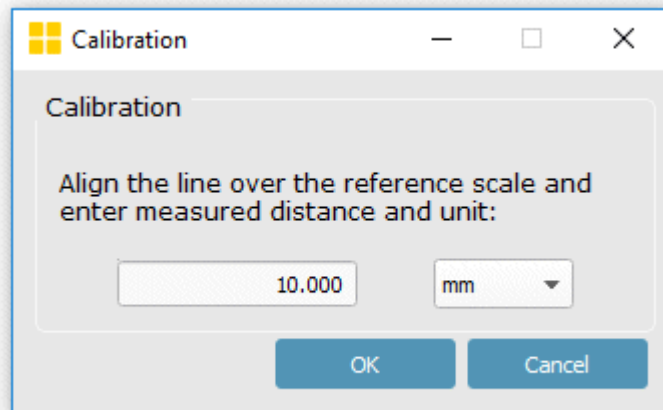 Calibration
Calibration
Align the line over the reference scale and
enter measured distance and unit:
10.000 mm
OK Cancel